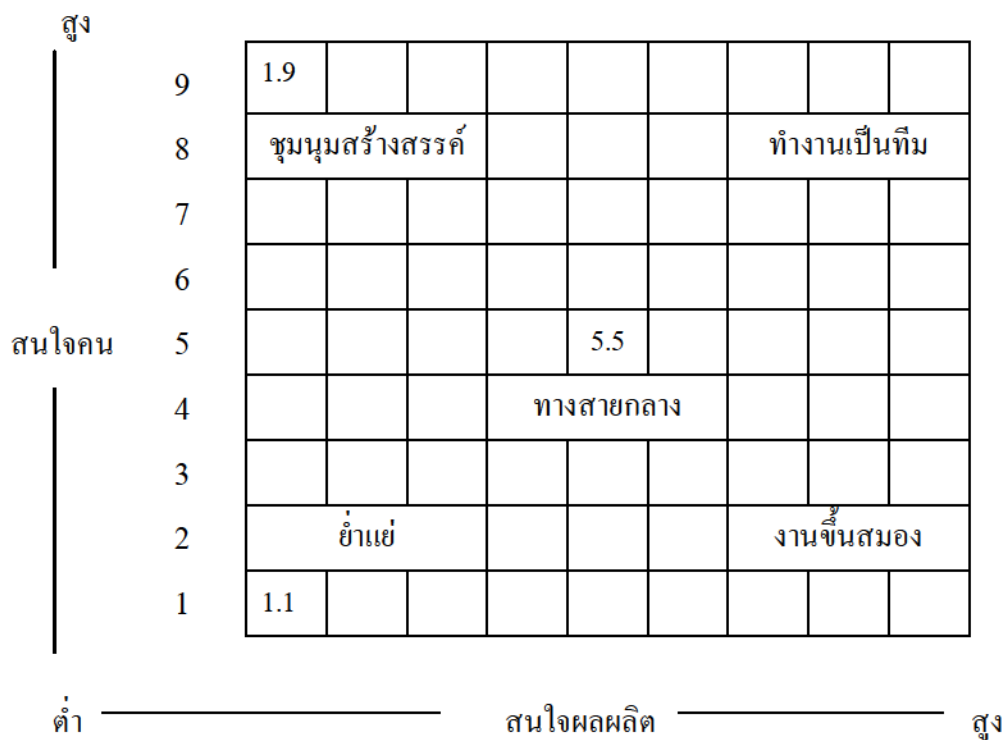 สูง
9 1.9
8 ชุมนุมสร้างสรรค์ ทำงานเป็นทีม
7
6
สนใจคน 5 5.5
4 ทางสายกลาง
3
2 ย่ำแย่ งานขึ้นสมอง
1 1.1
ต่ำ สนใจผลผลิต สูง